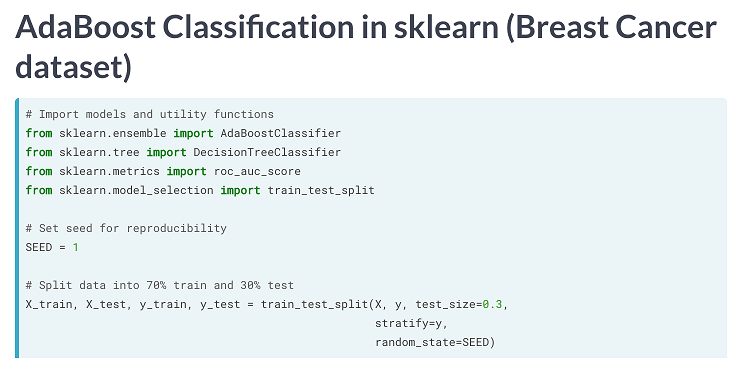 AdaBoost Classification in sklearn (Breast Cancer
dataset)
# Import models and utility functions
from sklearn.ensemble import AdaBoostClassifier
from sklearn.tree import DecisionTreeClassifier
from sklearn.metrics import roc_auc_score
from sklearn.model_selection import train_test_split
# Set seed for reproducibility
SEED = 1
# Split data into 70% train and 30% test
X_train, X_test, y_train, y_test = train_test_split(X, y, test_size=0.3,
stratify=y,
random_state=SEED)